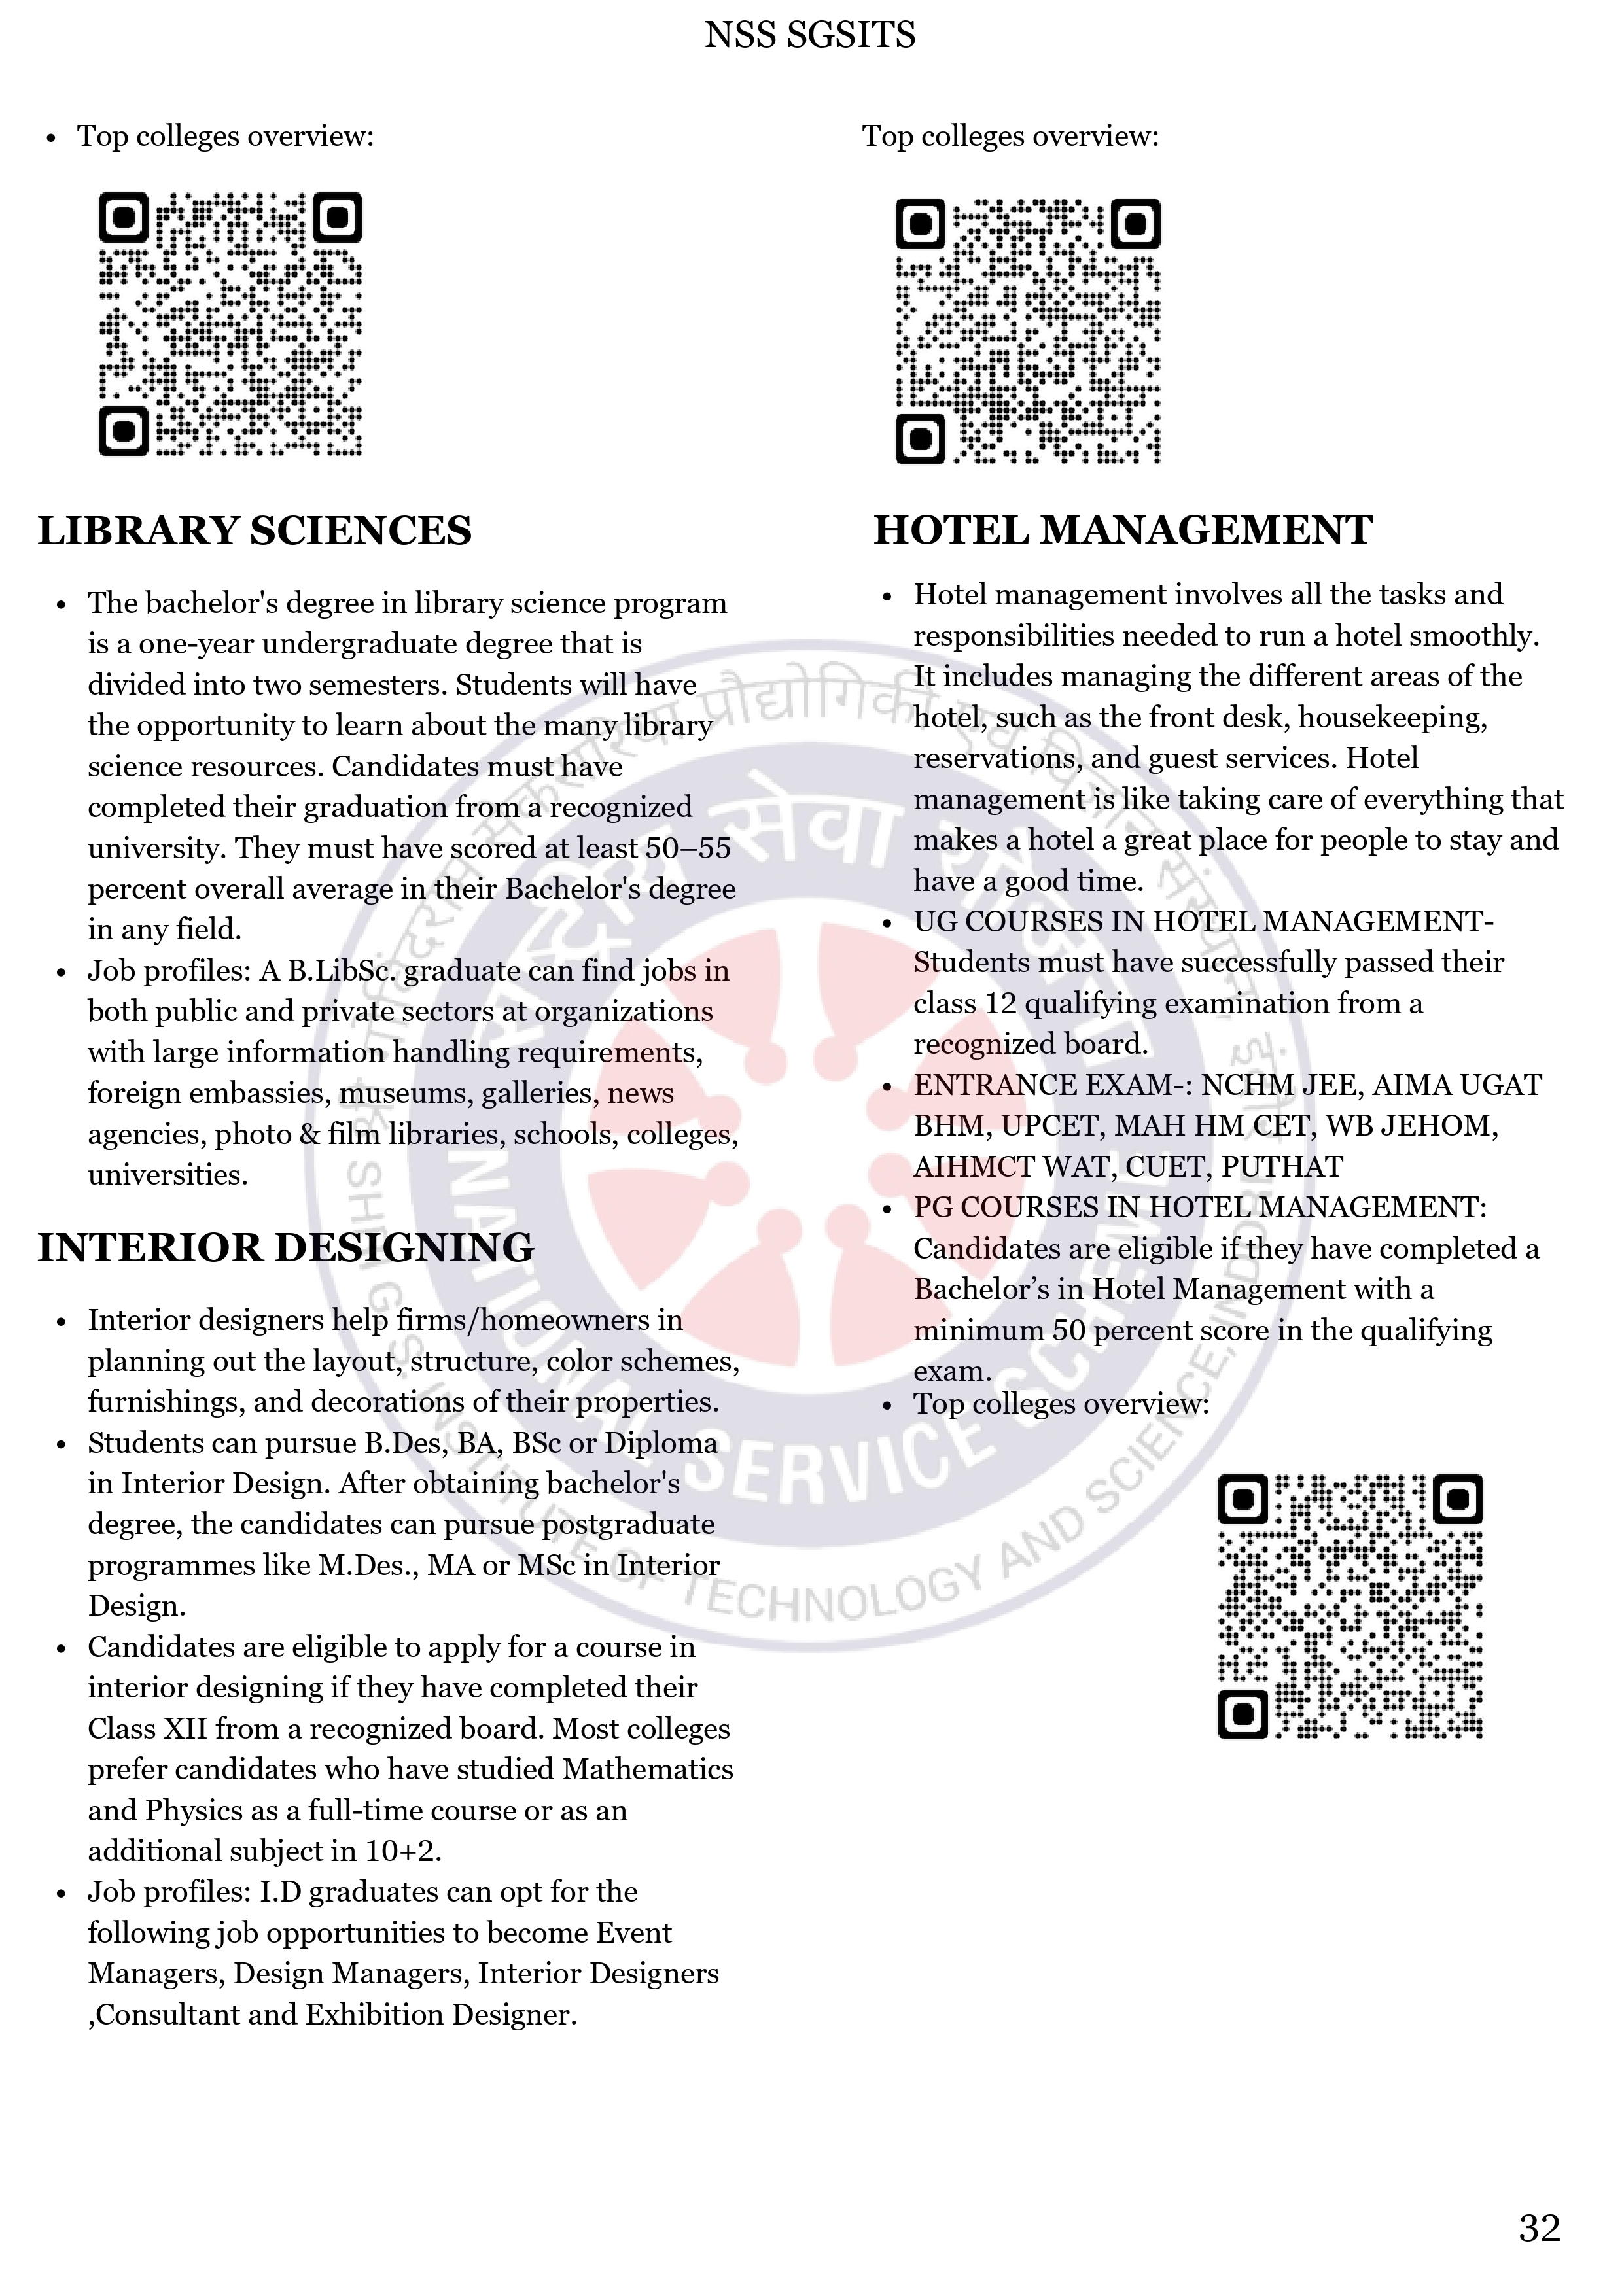 NSS SGSITS
• Top colleges overview:
LIBRARY SCIENCES
• The bachelor's degree in library science program
is a one-year undergraduate degree that is
divided into two semesters. Students will have
the opportunity to learn about the many library
science resources. Candidates must have
completed their graduation from a recognized
university. They must have scored at least 50–55
percent overall average in their Bachelor's degree
in any field.
• Job profiles: A B.LibSc. graduate can find jobs in
both public and private sectors at organizations
with large information handling requirements,
foreign embassies, museums, galleries, news
agencies, photo & film libraries, schools, colleges,
universities.
INTERIOR DESIGNING
• Interior designers help firms/homeowners in
planning out the layout, structure, color schemes,
furnishings, and decorations of their properties.
• Students can pursue B.Des, BA, BSc or Diploma
in Interior Design. After obtaining bachelor's
degree, the candidates can pursue postgraduate
programmes like M.Des., MA or MSc in Interior
Design.
• Candidates are eligible to apply for a course in
interior designing if they have completed their
Class XII from a recognized board. Most colleges
prefer candidates who have studied Mathematics
and Physics as a full-time course or as an
additional subject in 10+2.
• Job profiles: I.D graduates can opt for the
following job opportunities to become Event
Managers, Design Managers, Interior Designers
,Consultant and Exhibition Designer.
Top colleges overview:
HOTEL MANAGEMENT
• Hotel management involves all the tasks and
responsibilities needed to run a hotel smoothly.
It includes managing the different areas of the
hotel, such as the front desk, housekeeping,
reservations, and guest services. Hotel
management is like taking care of everything that
makes a hotel a great place for people to stay and
have a good time.
• UG COURSES IN HOTEL MANAGEMENT-
Students must have successfully passed their
class 12 qualifying examination from a
recognized board.
• ENTRANCE EXAM-: NCHM JEE, AIMA UGAT
BHM, UPCET, MAH HM CET, WB JEHOM,
AIHMCT WAT, CUET, PUTHAT
• PG COURSES IN HOTEL MANAGEMENT:
Candidates are eligible if they have completed a
Bachelor’s in Hotel Management with a
minimum 50 percent score in the qualifying
exam.
• Top colleges overview:
सेवा
NATIONAL SERVICE SCHEME
SHRI G.S. INSTITUTE OF TECHNOLOGY AND SCIENCE, INDORE
32